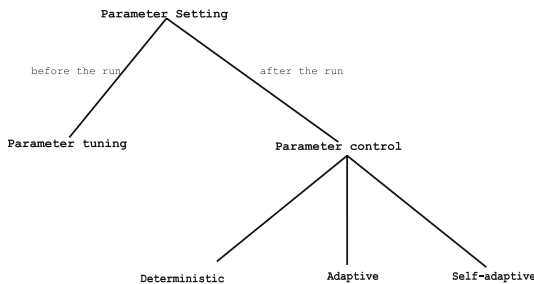 Parameter Setting
before the run
after the run
Parameter tuning
Parameter control
Deterministic
Adaptive
Self-adaptive